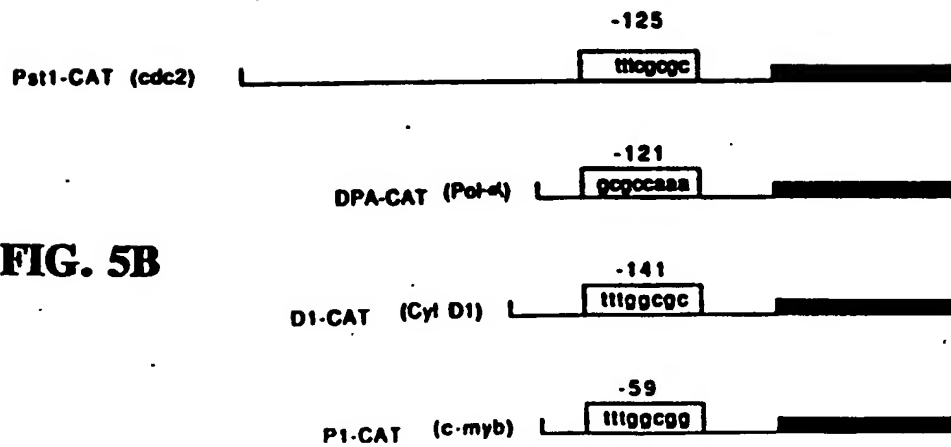 -125
Pst1-CAT (cdc2) tttcgcgc
-121
DPA-CAT (Pol-α) gcgccaaa
FIG. 5B
-141
D1-CAT (Cyl D1) tttggcgc
-59
P1-CAT (c-myb) tttggcgg